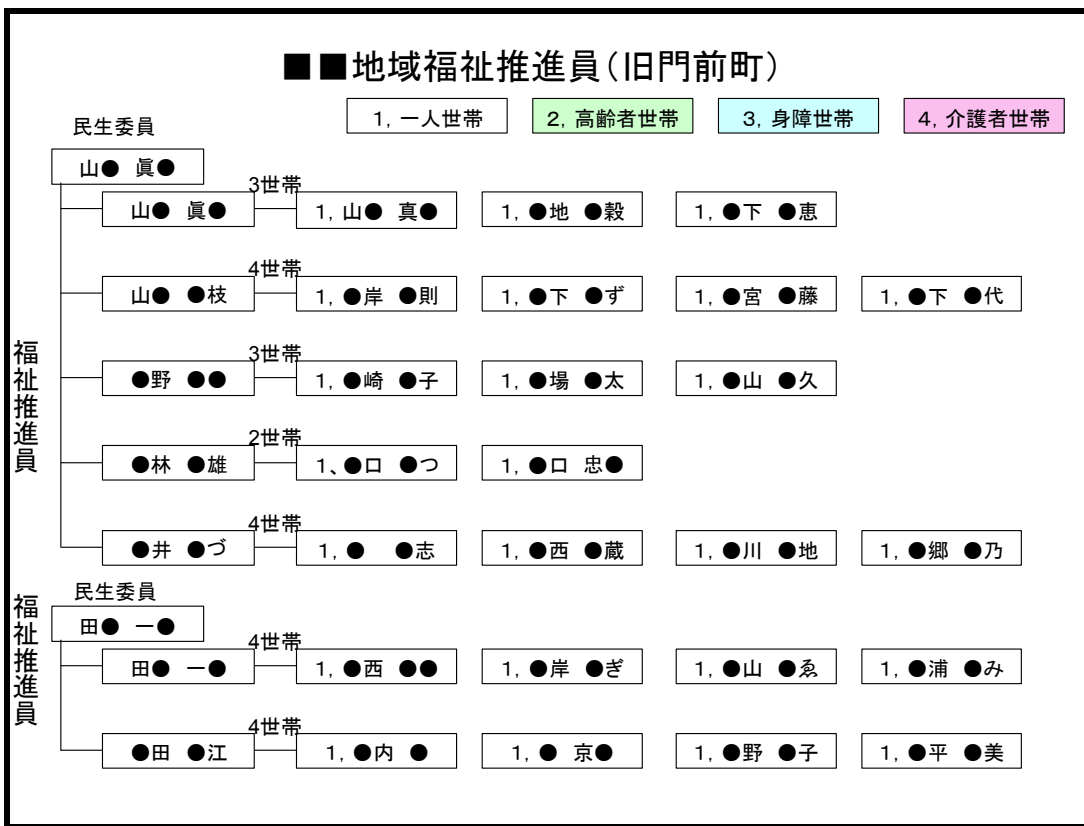 ■■地域福祉推進員（旧門前町）
1，一人世帯 2，高齢者世帯 3，身障世帯 4，介護者世帯
民生委員
山● 眞●
福祉推進員
3世帯
山● 眞● 1，山● 真● 1，●地 ●穀 1，●下 ●恵
4世帯
山● ●枝 1，●岸 ●則 1，●下 ●ず 1，●宮 ●藤 1，●下 ●代
3世帯
●野 ●● 1，●崎 ●子 1，●場 ●太 1，●山 ●久
2世帯
●林 ●雄 1、●口 ●つ 1，●口 忠●
4世帯
●井 ●づ 1，● ●志 1，●西 ●蔵 1，●川 ●地 1，●郷 ●乃
民生委員
田● 一●
福祉推進員
4世帯
田● 一● 1，●西 ●● 1，●岸 ●ぎ 1，●山 ●ゑ 1，●浦 ●み
4世帯
●田 ●江 1，●内 ● 1，● 京● 1，●野 ●子 1，●平 ●美